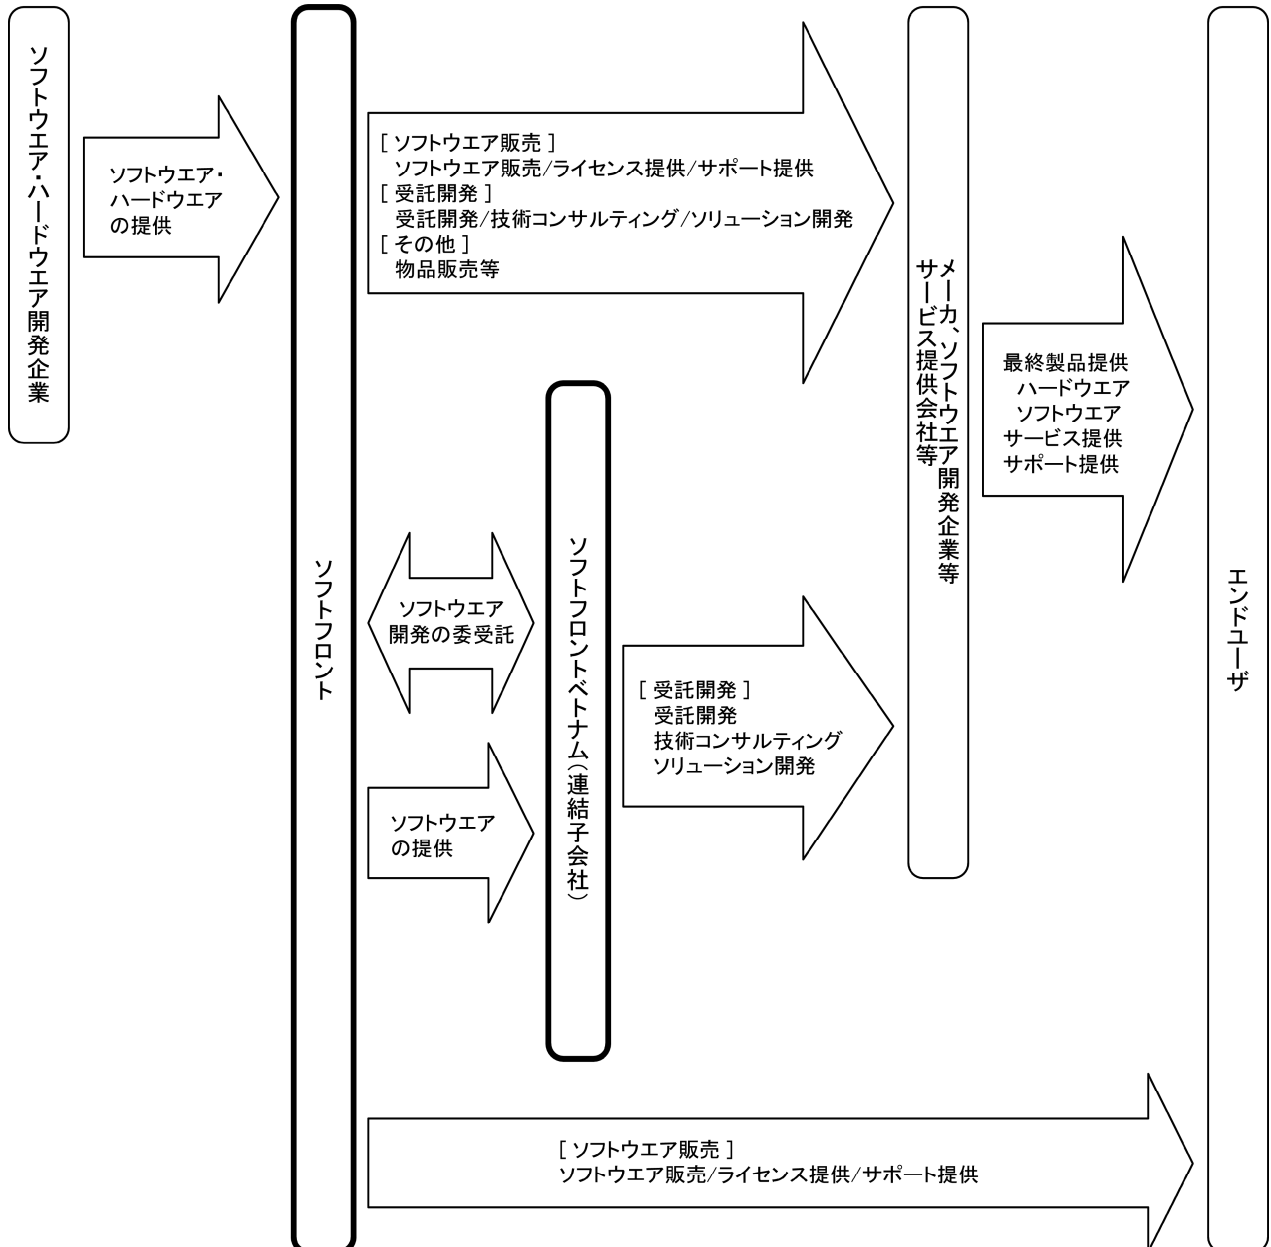 ソフトウエア・ハードウエア開発企業
ソフトウエア・
ハードウエア
の提供
ソフトフロント
[ ソフトウエア販売 ]
ソフトウエア販売/ライセンス提供/サポート提供
[ 受託開発 ]
受託開発/技術コンサルティング/ソリューション開発
[ その他 ]
物品販売等
ソフトウエア
開発の委受託
ソフトウエア
の提供
ソフトフロントベトナム（連結子会社）
[ 受託開発 ]
受託開発
技術コンサルティング
ソリューション開発
メーカ、ソフトウエア開発企業等
サービス提供会社等
最終製品提供
ハードウエア
ソフトウエア
サービス提供
サポート提供
エンドユーザ
[ ソフトウエア販売 ]
ソフトウエア販売/ライセンス提供/サポート提供